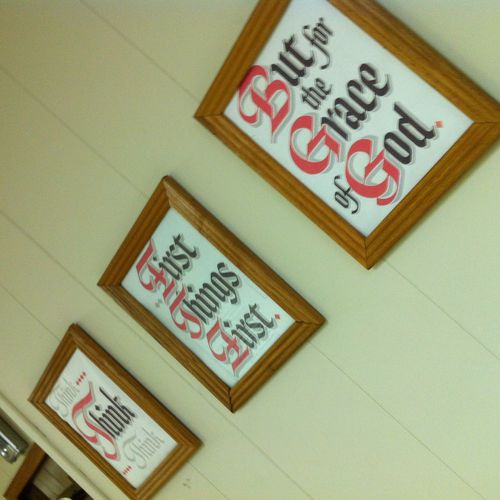 But for
the
Grace
of God.
"First
Things
First.
Think...
Think
...Think